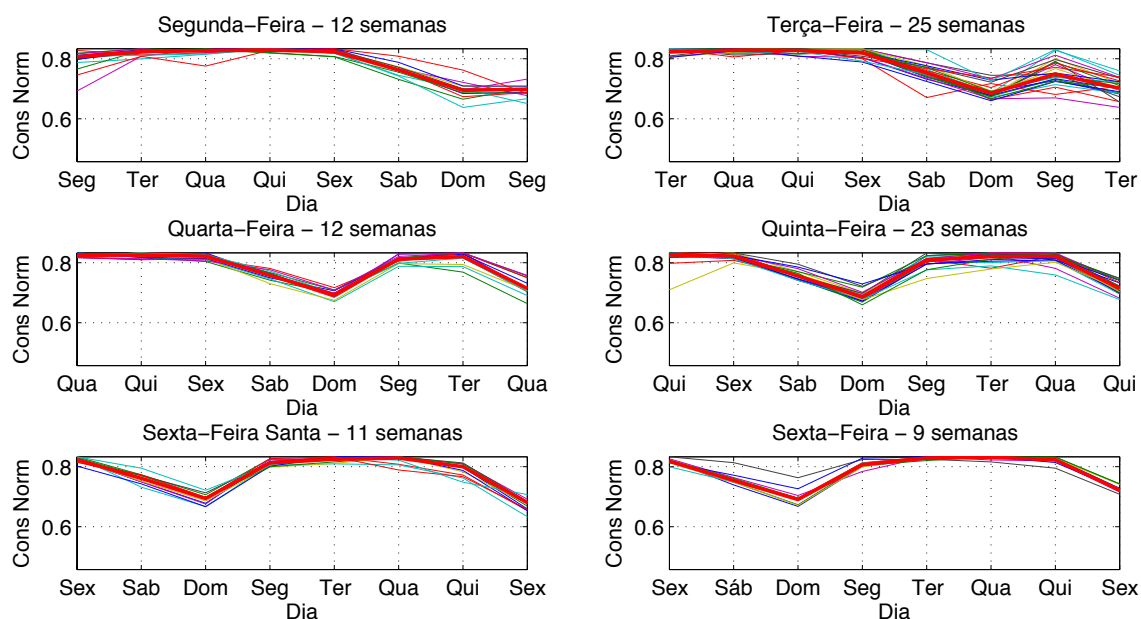 Segunda−Feira − 12 semanas
Cons Norm
0.8
0.6
Seg Ter Qua Qui Sex Sab Dom Seg
Dia
Terça−Feira − 25 semanas
Cons Norm
0.8
0.6
Ter Qua Qui Sex Sab Dom Seg Ter
Dia
Quarta−Feira − 12 semanas
Cons Norm
0.8
0.6
Qua Qui Sex Sab Dom Seg Ter Qua
Dia
Quinta−Feira − 23 semanas
Cons Norm
0.8
0.6
Qui Sex Sab Dom Seg Ter Qua Qui
Dia
Sexta−Feira Santa − 11 semanas
Cons Norm
0.8
0.6
Sex Sab Dom Seg Ter Qua Qui Sex
Dia
Sexta−Feira − 9 semanas
Cons Norm
0.8
0.6
Sex Sáb Dom Seg Ter Qua Qui Sex
Dia